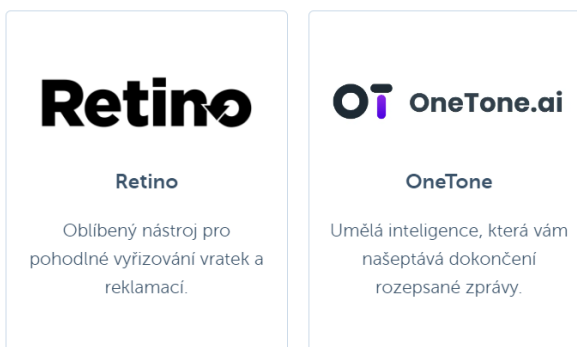 Retino
Retino
Oblíbený nástroj pro
pohodlné vyřizování vratek a
reklamací.
OT OneTone.ai
OneTone
Umělá inteligence, která vám
našeptává dokončení
rozepsané zprávy.